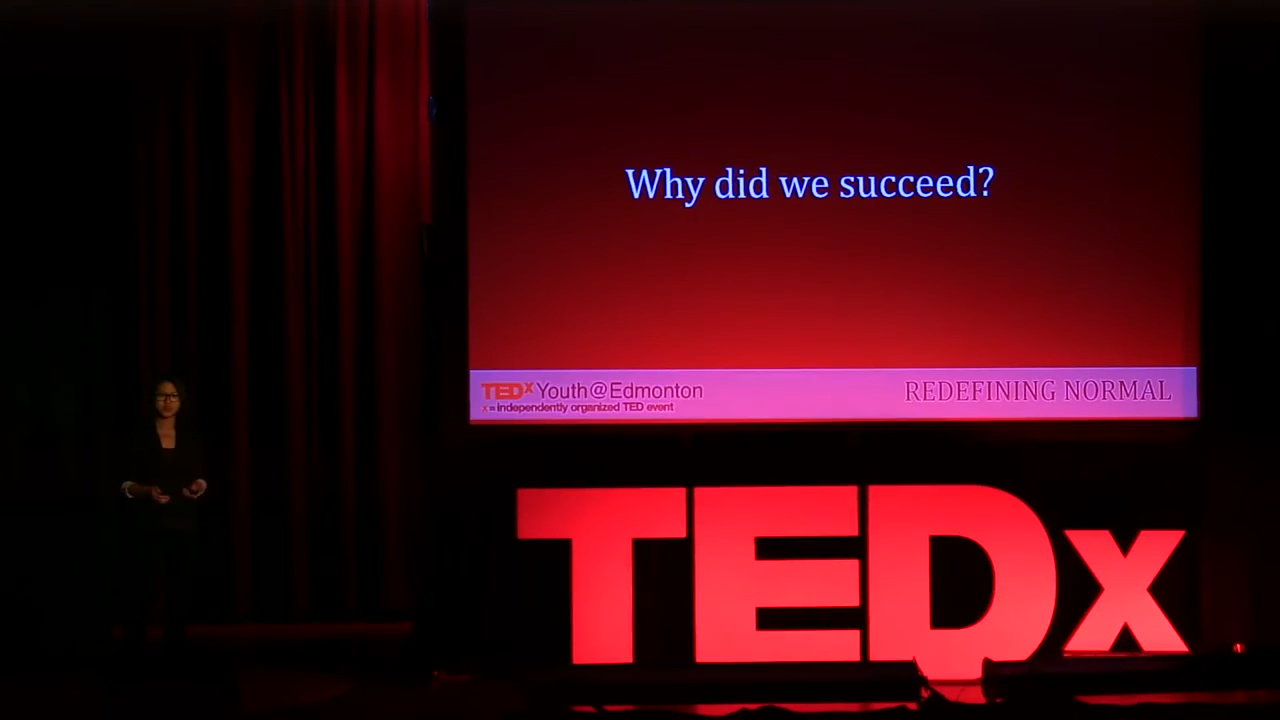 Why did we succeed?
TEDx Youth@Edmonton
x = independently organized TED event
REDEFINING NORMAL
TEDx